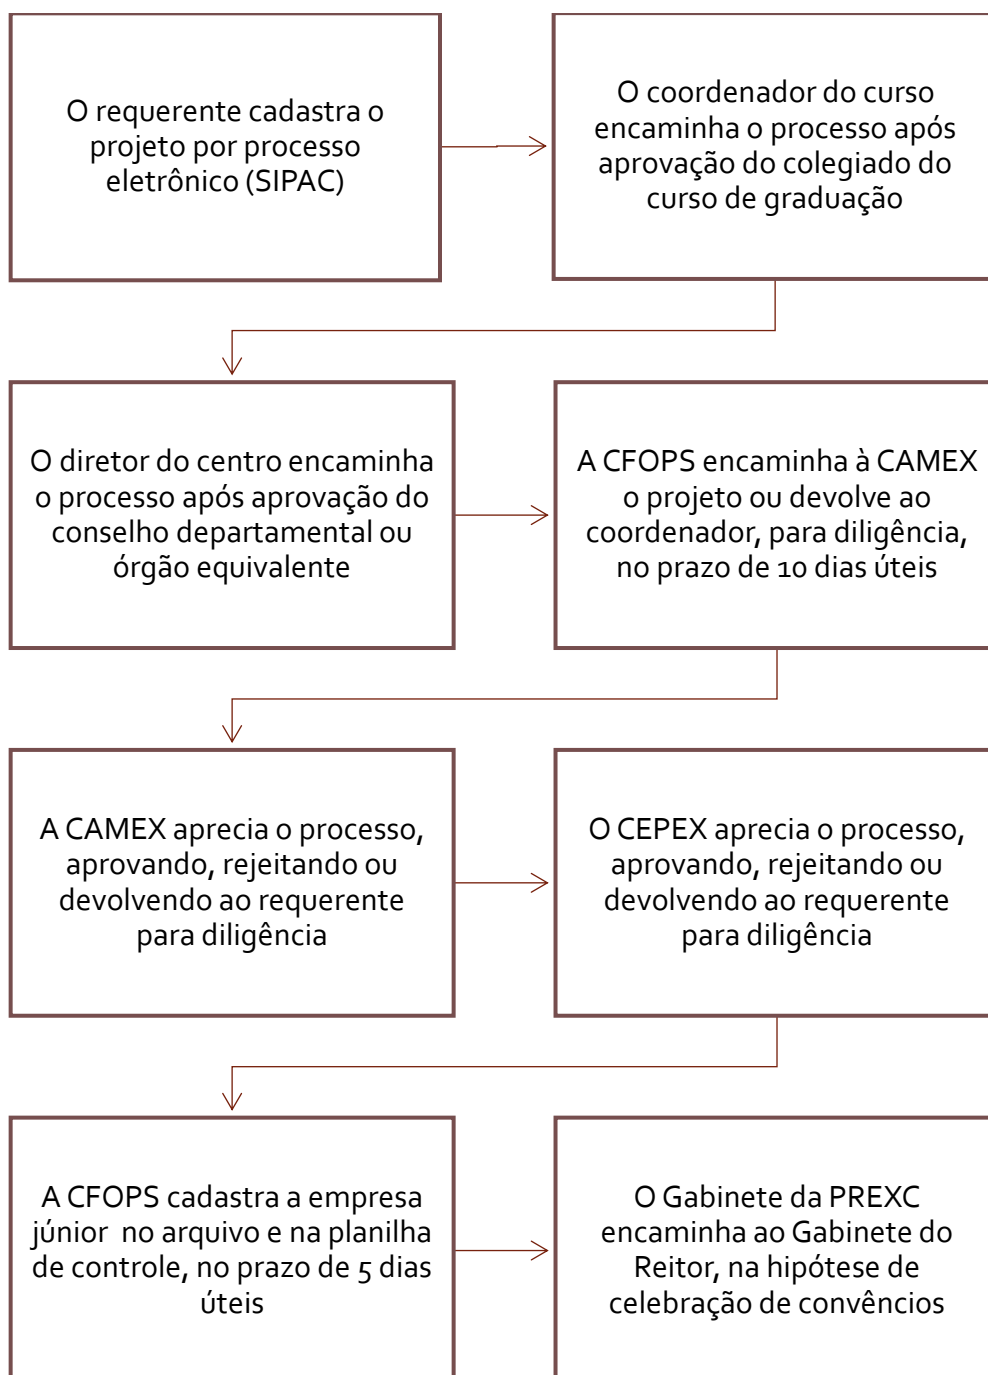 O requerente cadastra o
projeto por processo
eletrônico (SIPAC)
O coordenador do curso
encaminha o processo após
aprovação do colegiado do
curso de graduação
O diretor do centro encaminha
o processo após aprovação do
conselho departamental ou
órgão equivalente
A CFOPS encaminha à CAMEX
o projeto ou devolve ao
coordenador, para diligência,
no prazo de 10 dias úteis
A CAMEX aprecia o processo,
aprovando, rejeitando ou
devolvendo ao requerente
para diligência
O CEPEX aprecia o processo,
aprovando, rejeitando ou
devolvendo ao requerente
para diligência
A CFOPS cadastra a empresa
júnior no arquivo e na planilha
de controle, no prazo de 5 dias
úteis
O Gabinete da PREXC
encaminha ao Gabinete do
Reitor, na hipótese de
celebração de convêncios